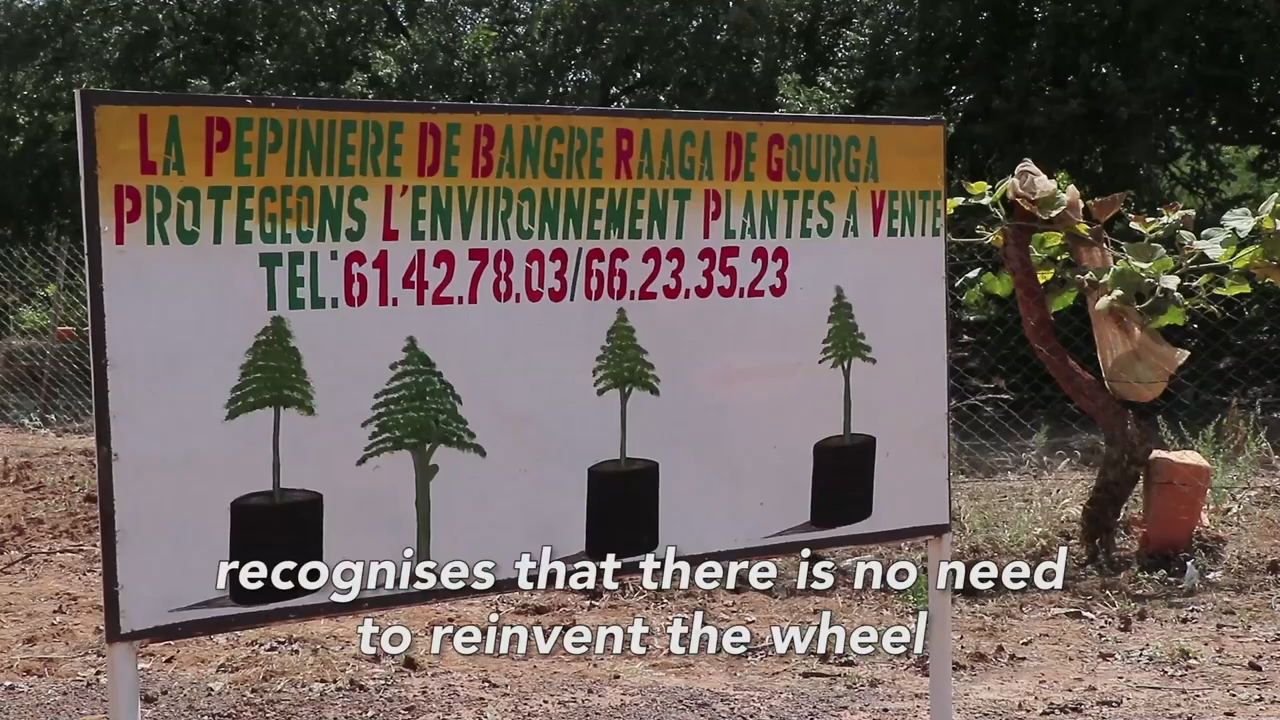 LA PEPINIERE DE BANGRE RAAGA DE GOURGA
PROTEGEONS L'ENVIRONNEMENT PLANTES À VENTE
TEL:61.42.78.03/66.23.35.23
recognises that there is no need
to reinvent the wheel